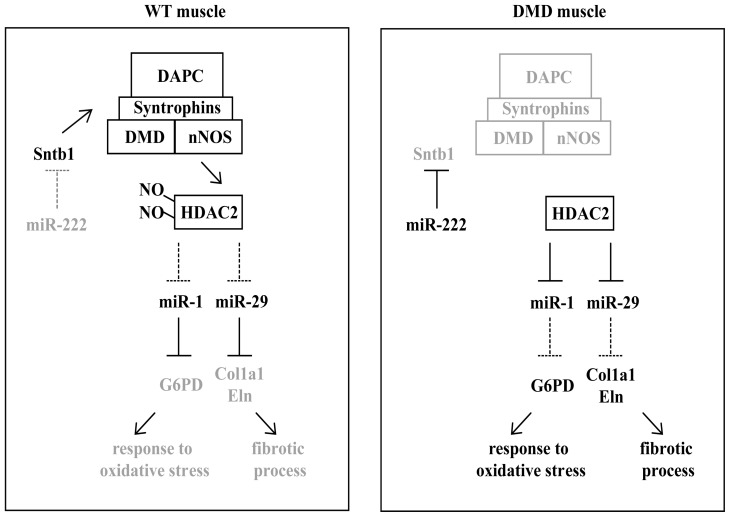 WT muscle
DAPC
Syntrophins
DMD
nNOS
Sntb1
miR-222
NO
NO
HDAC2
miR-1
miR-29
G6PD
Col1a1
Eln
response to
oxidative stress
fibrotic
process
DMD muscle
DAPC
Syntrophins
DMD
nNOS
Sntb1
miR-222
HDAC2
miR-1
miR-29
G6PD
Col1a1
Eln
response to
oxidative stress
fibrotic
process